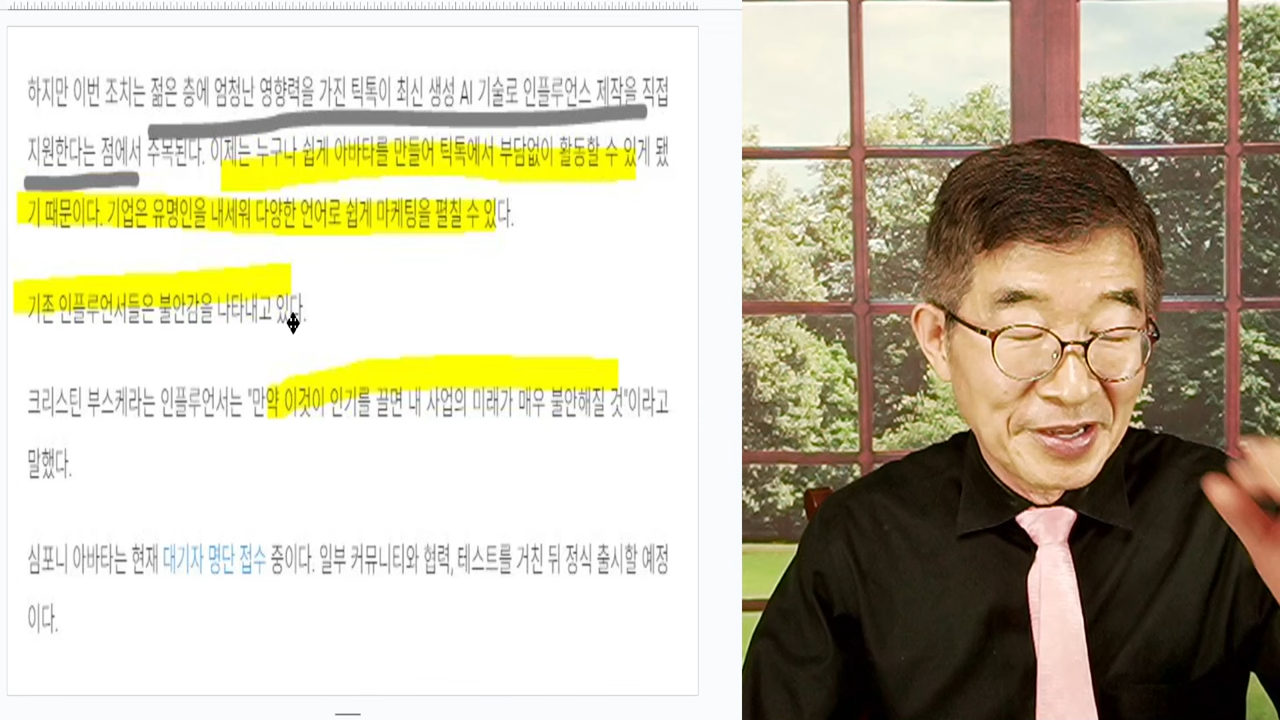 하지만 이번 조치는 젊은 층에 엄청난 영향력을 가진 틱톡이 최신 생성 AI 기술로 인플루언스 제작을 직접
지원한다는 점에서 주목된다. 이제는 누구나 쉽게 아바타를 만들어 틱톡에서 부담없이 활동할 수 있게 됐
기 때문이다. 기업은 유명인을 내세워 다양한 언어로 쉽게 마케팅을 펼칠 수 있다.
기존 인플루언서들은 불안감을 나타내고 있다.
크리스틴 부스케라는 인플루언서는 "만약 이것이 인기를 끌면 내 사업의 미래가 매우 불안해질 것"이라고
말했다.
심포니 아바타는 현재 대기자 명단 접수 중이다. 일부 커뮤니티와 협력, 테스트를 거친 뒤 정식 출시할 예정
이다.